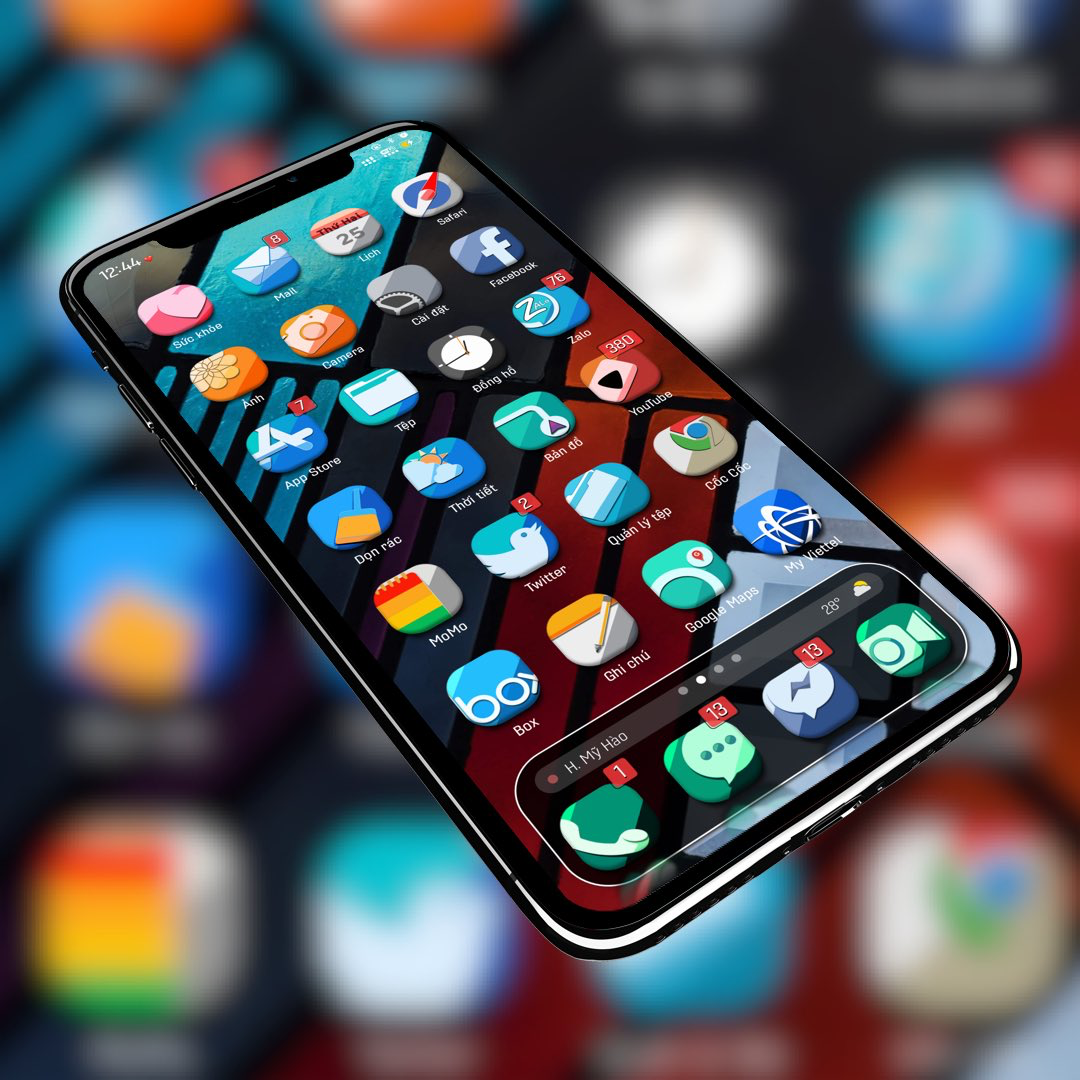 12:44
Sức khỏe
8
Mail
Thứ Hai
25
Lịch
Safari
Ảnh
Camera
Cài đặt
Facebook
7
App Store
Tệp
Đồng hồ
76
Zalo
Zalo
Dọn rác
Thời tiết
Bản đồ
380
YouTube
MoMo
2
Twitter
Quản lý tệp
Cốc Cốc
box
Box
Ghi chú
Google Maps
My Viettel
H. Mỹ Hào
28°
1
13
13